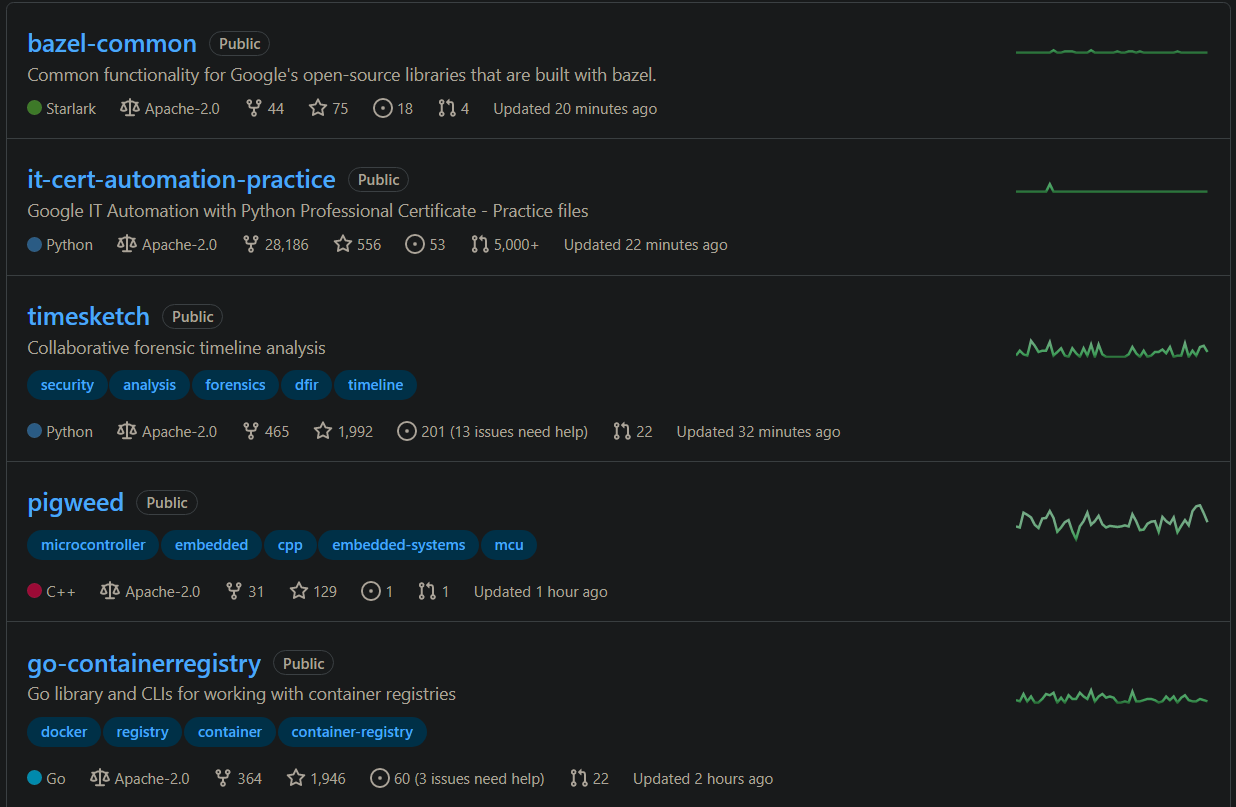 bazel-common Public
Common functionality for Google's open-source libraries that are built with bazel.
Starlark Apache-2.0 44 75 18 4 Updated 20 minutes ago
it-cert-automation-practice Public
Google IT Automation with Python Professional Certificate - Practice files
Python Apache-2.0 28,186 556 53 5,000+ Updated 22 minutes ago
timesketch Public
Collaborative forensic timeline analysis
security analysis forensics dfir timeline
Python Apache-2.0 465 1,992 201 (13 issues need help) 22 Updated 32 minutes ago
pigweed Public
microcontroller embedded cpp embedded-systems mcu
C++ Apache-2.0 31 129 1 1 Updated 1 hour ago
go-containerregistry Public
Go library and CLIs for working with container registries
docker registry container container-registry
Go Apache-2.0 364 1,946 60 (3 issues need help) 22 Updated 2 hours ago